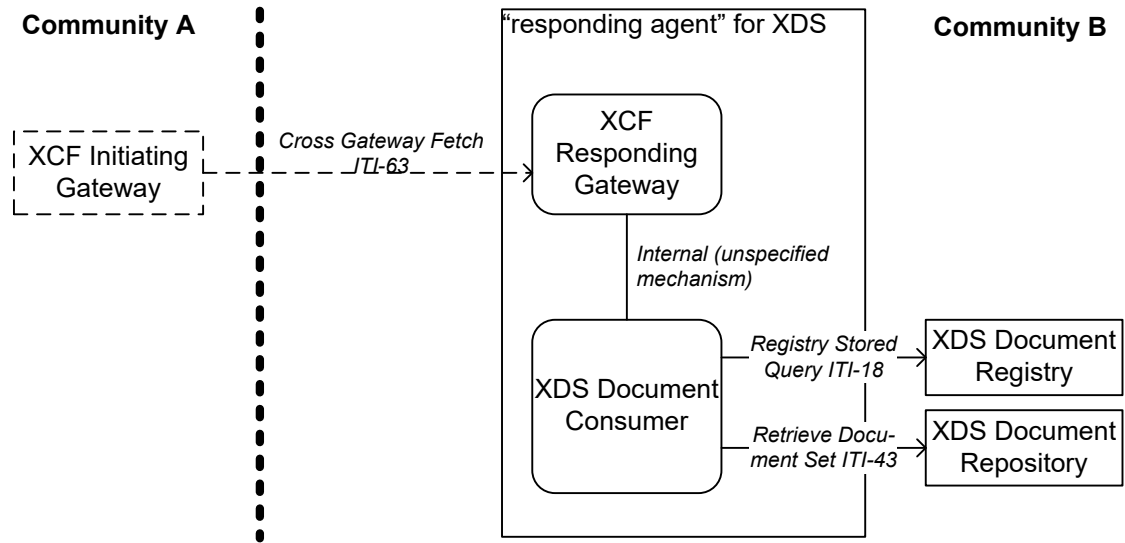 Community A
“responding agent” for XDS
Community B
XCF Initiating
Gateway
Cross Gateway Fetch
ITI-63
XCF
Responding
Gateway
Internal (unspecified
mechanism)
XDS Document
Consumer
Registry Stored
Query ITI-18
XDS Document
Registry
Retrieve Docu-
ment Set ITI-43
XDS Document
Repository